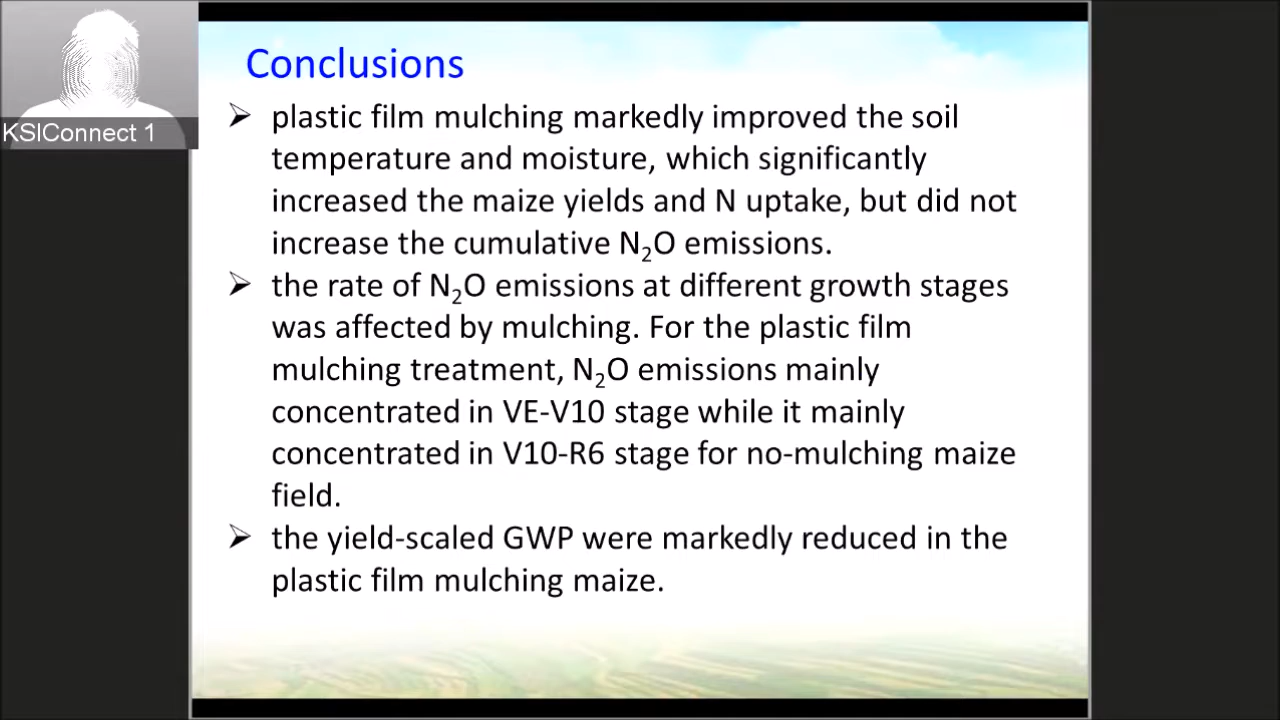 KSIConnect 1
Conclusions
➢ plastic film mulching markedly improved the soil
temperature and moisture, which significantly
increased the maize yields and N uptake, but did not
increase the cumulative N₂O emissions.
➢ the rate of N₂O emissions at different growth stages
was affected by mulching. For the plastic film
mulching treatment, N₂O emissions mainly
concentrated in VE-V10 stage while it mainly
concentrated in V10-R6 stage for no-mulching maize
field.
➢ the yield-scaled GWP were markedly reduced in the
plastic film mulching maize.